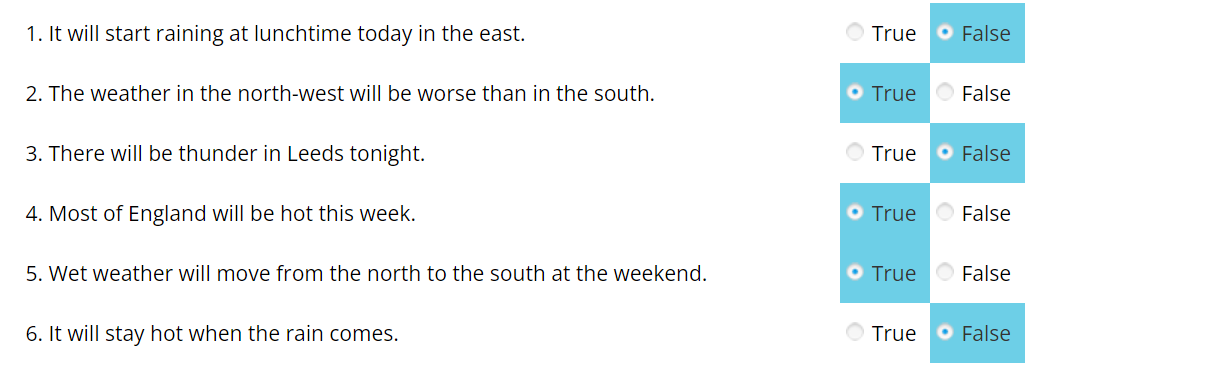 1. It will start raining at lunchtime today in the east. True False
2. The weather in the north-west will be worse than in the south. True False
3. There will be thunder in Leeds tonight. True False
4. Most of England will be hot this week. True False
5. Wet weather will move from the north to the south at the weekend. True False
6. It will stay hot when the rain comes. True False